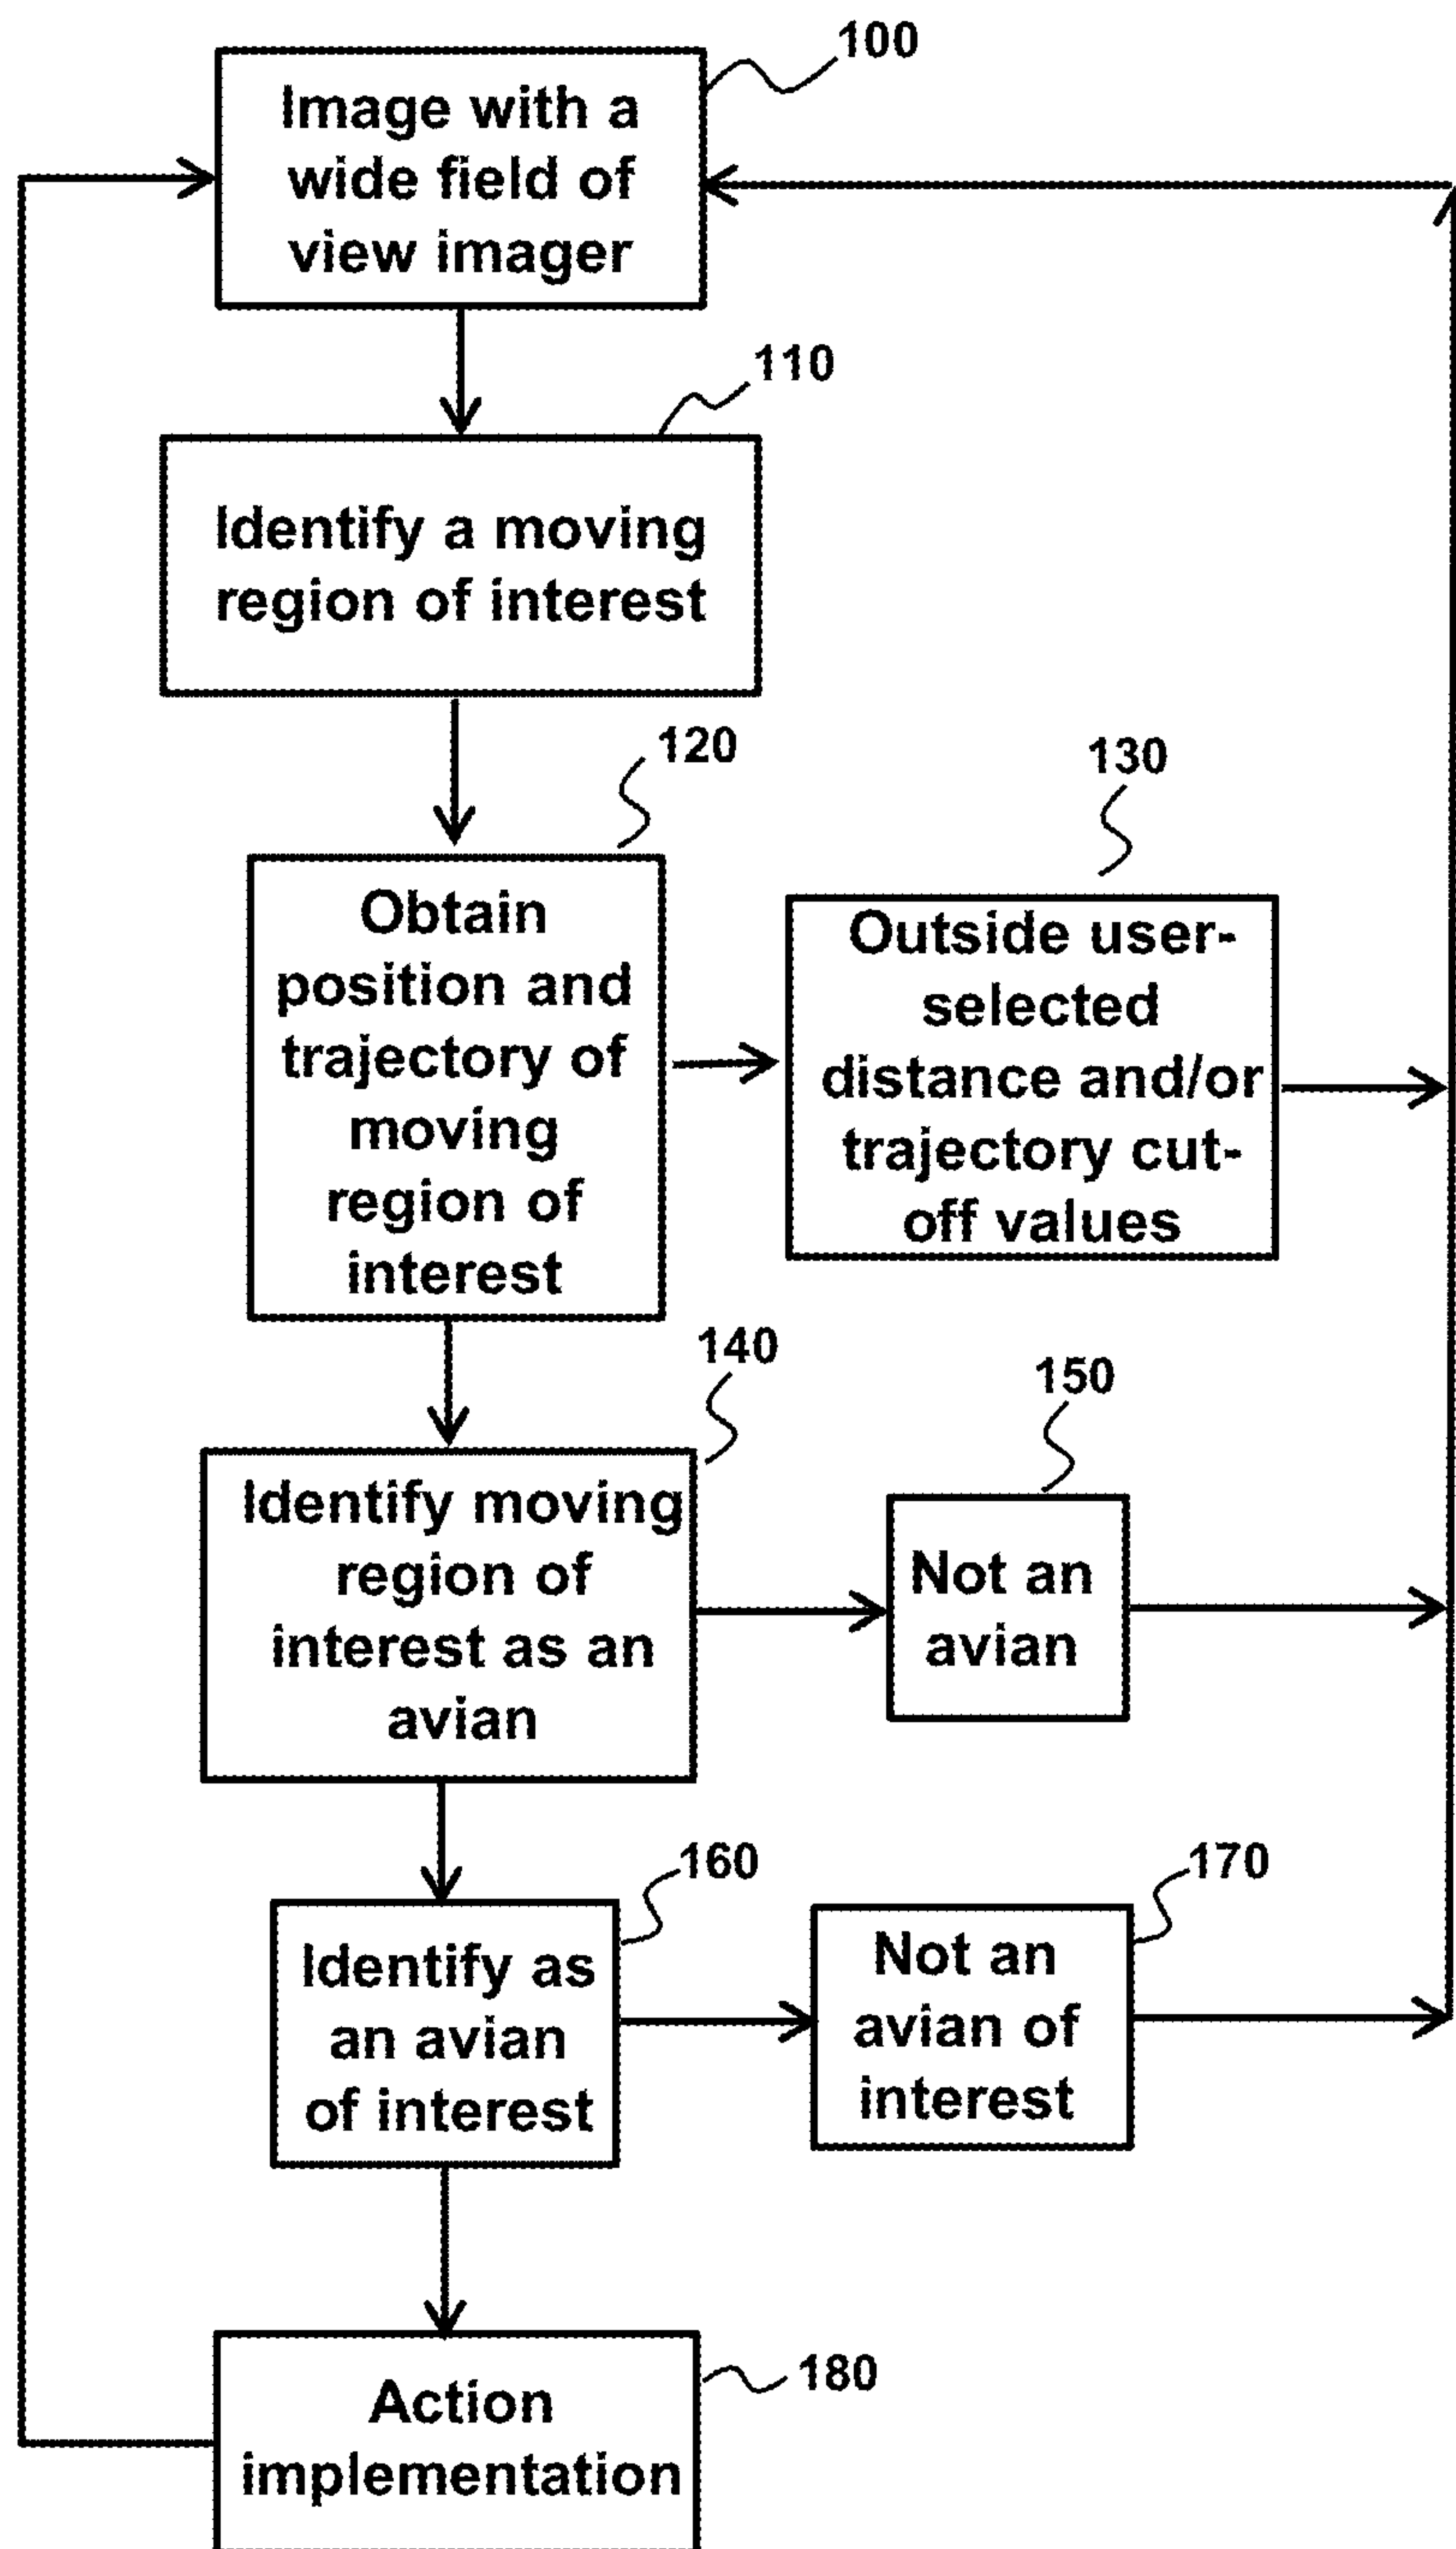 100
Image with a
wide field of
view imager
110
Identify a moving
region of interest
120
Obtain
position and
trajectory of
moving
region of
interest
130
Outside user-
selected
distance and/or
trajectory cut-
off values
140
Identify moving
region of
interest as an
avian
150
Not an
avian
160
Identify as
an avian
of interest
170
Not an
avian of
interest
180
Action
implementation